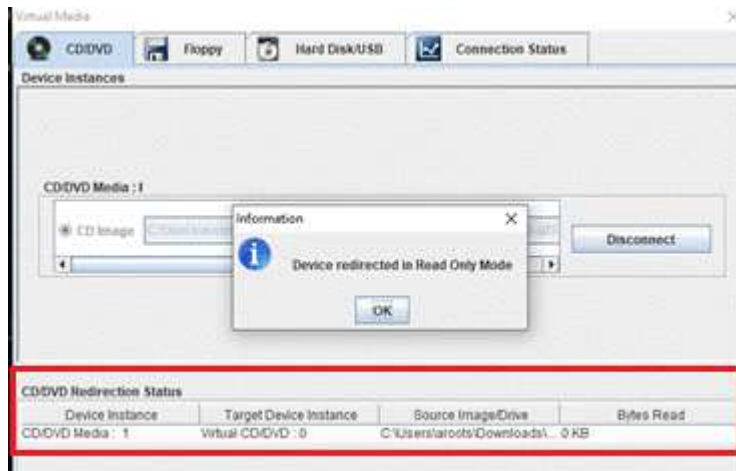 Virtual Media
CD/DVD Floppy Hard Disk/USB Connection Status
Device Instances
CD/DVD Media : I
CD Image
Disconnect
Information
Device redirected in Read Only Mode
OK
CD/DVD Redirection Status
Device Instance Target Device Instance Source Image/Drive Bytes Read
CD/DVD Media : 1 Virtual CD/DVD : 0 C:\Users\aroots\Downloads\... 0 KB